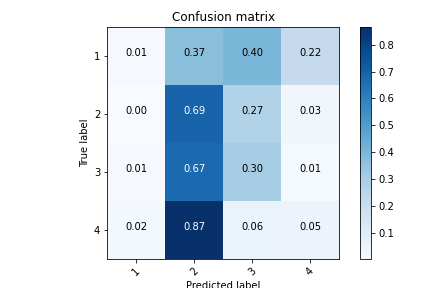 Confusion matrix
1 0.01 0.37 0.40 0.22
2 0.00 0.69 0.27 0.03
3 0.01 0.67 0.30 0.01
4 0.02 0.87 0.06 0.05
True label
1 2 3 4
Predicted label
0.8
0.7
0.6
0.5
0.4
0.3
0.2
0.1